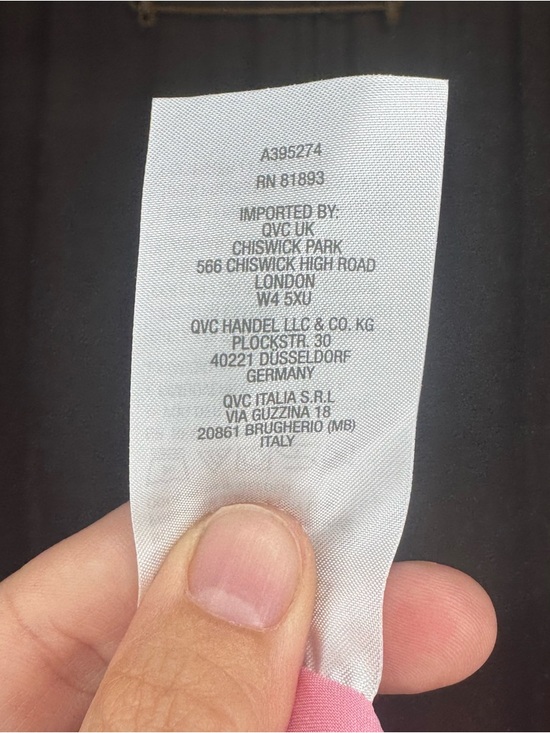 A395274
RN 81893
IMPORTED BY:
QVC UK
CHISWICK PARK
566 CHISWICK HIGH ROAD
LONDON
W4 5XU
QVC HANDEL LLC & CO. KG
PLOCKSTR. 30
40221 DÜSSELDORF
GERMANY
QVC ITALIA S.R.L
VIA GUZZINA 18
20861 BRUGHERIO (MB)
ITALY